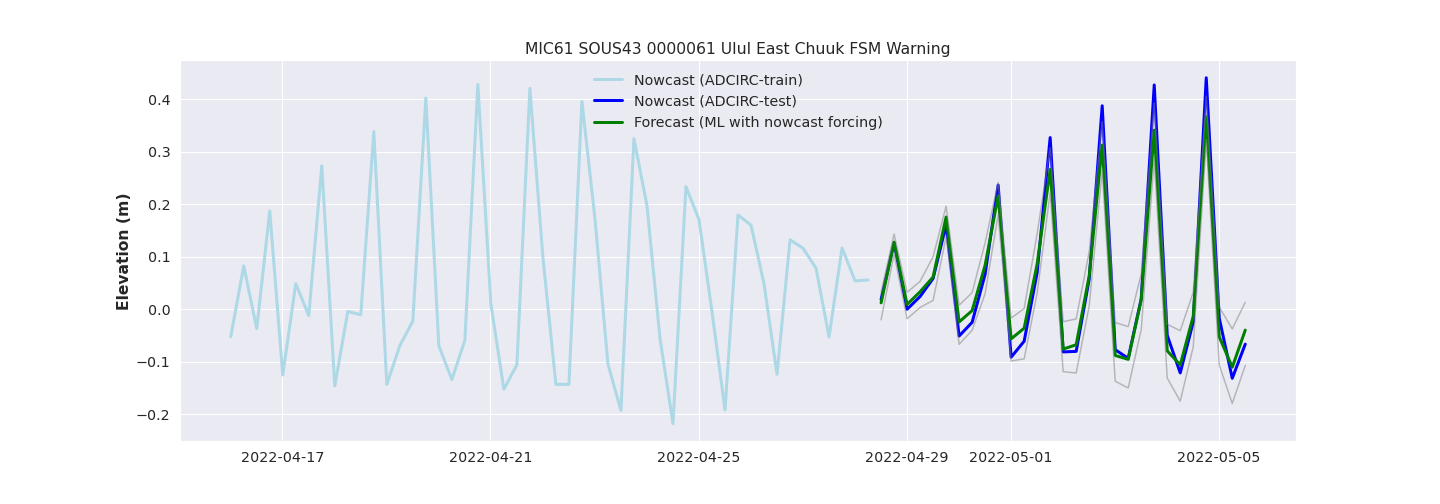 MIC61 SOUS43 0000061 Ulul East Chuuk FSM Warning
Nowcast (ADCIRC-train)
Nowcast (ADCIRC-test)
Forecast (ML with nowcast forcing)
Elevation (m)
0.4
0.3
0.2
0.1
0.0
−0.1
−0.2
2022-04-17 2022-04-21 2022-04-25 2022-04-29 2022-05-01 2022-05-05